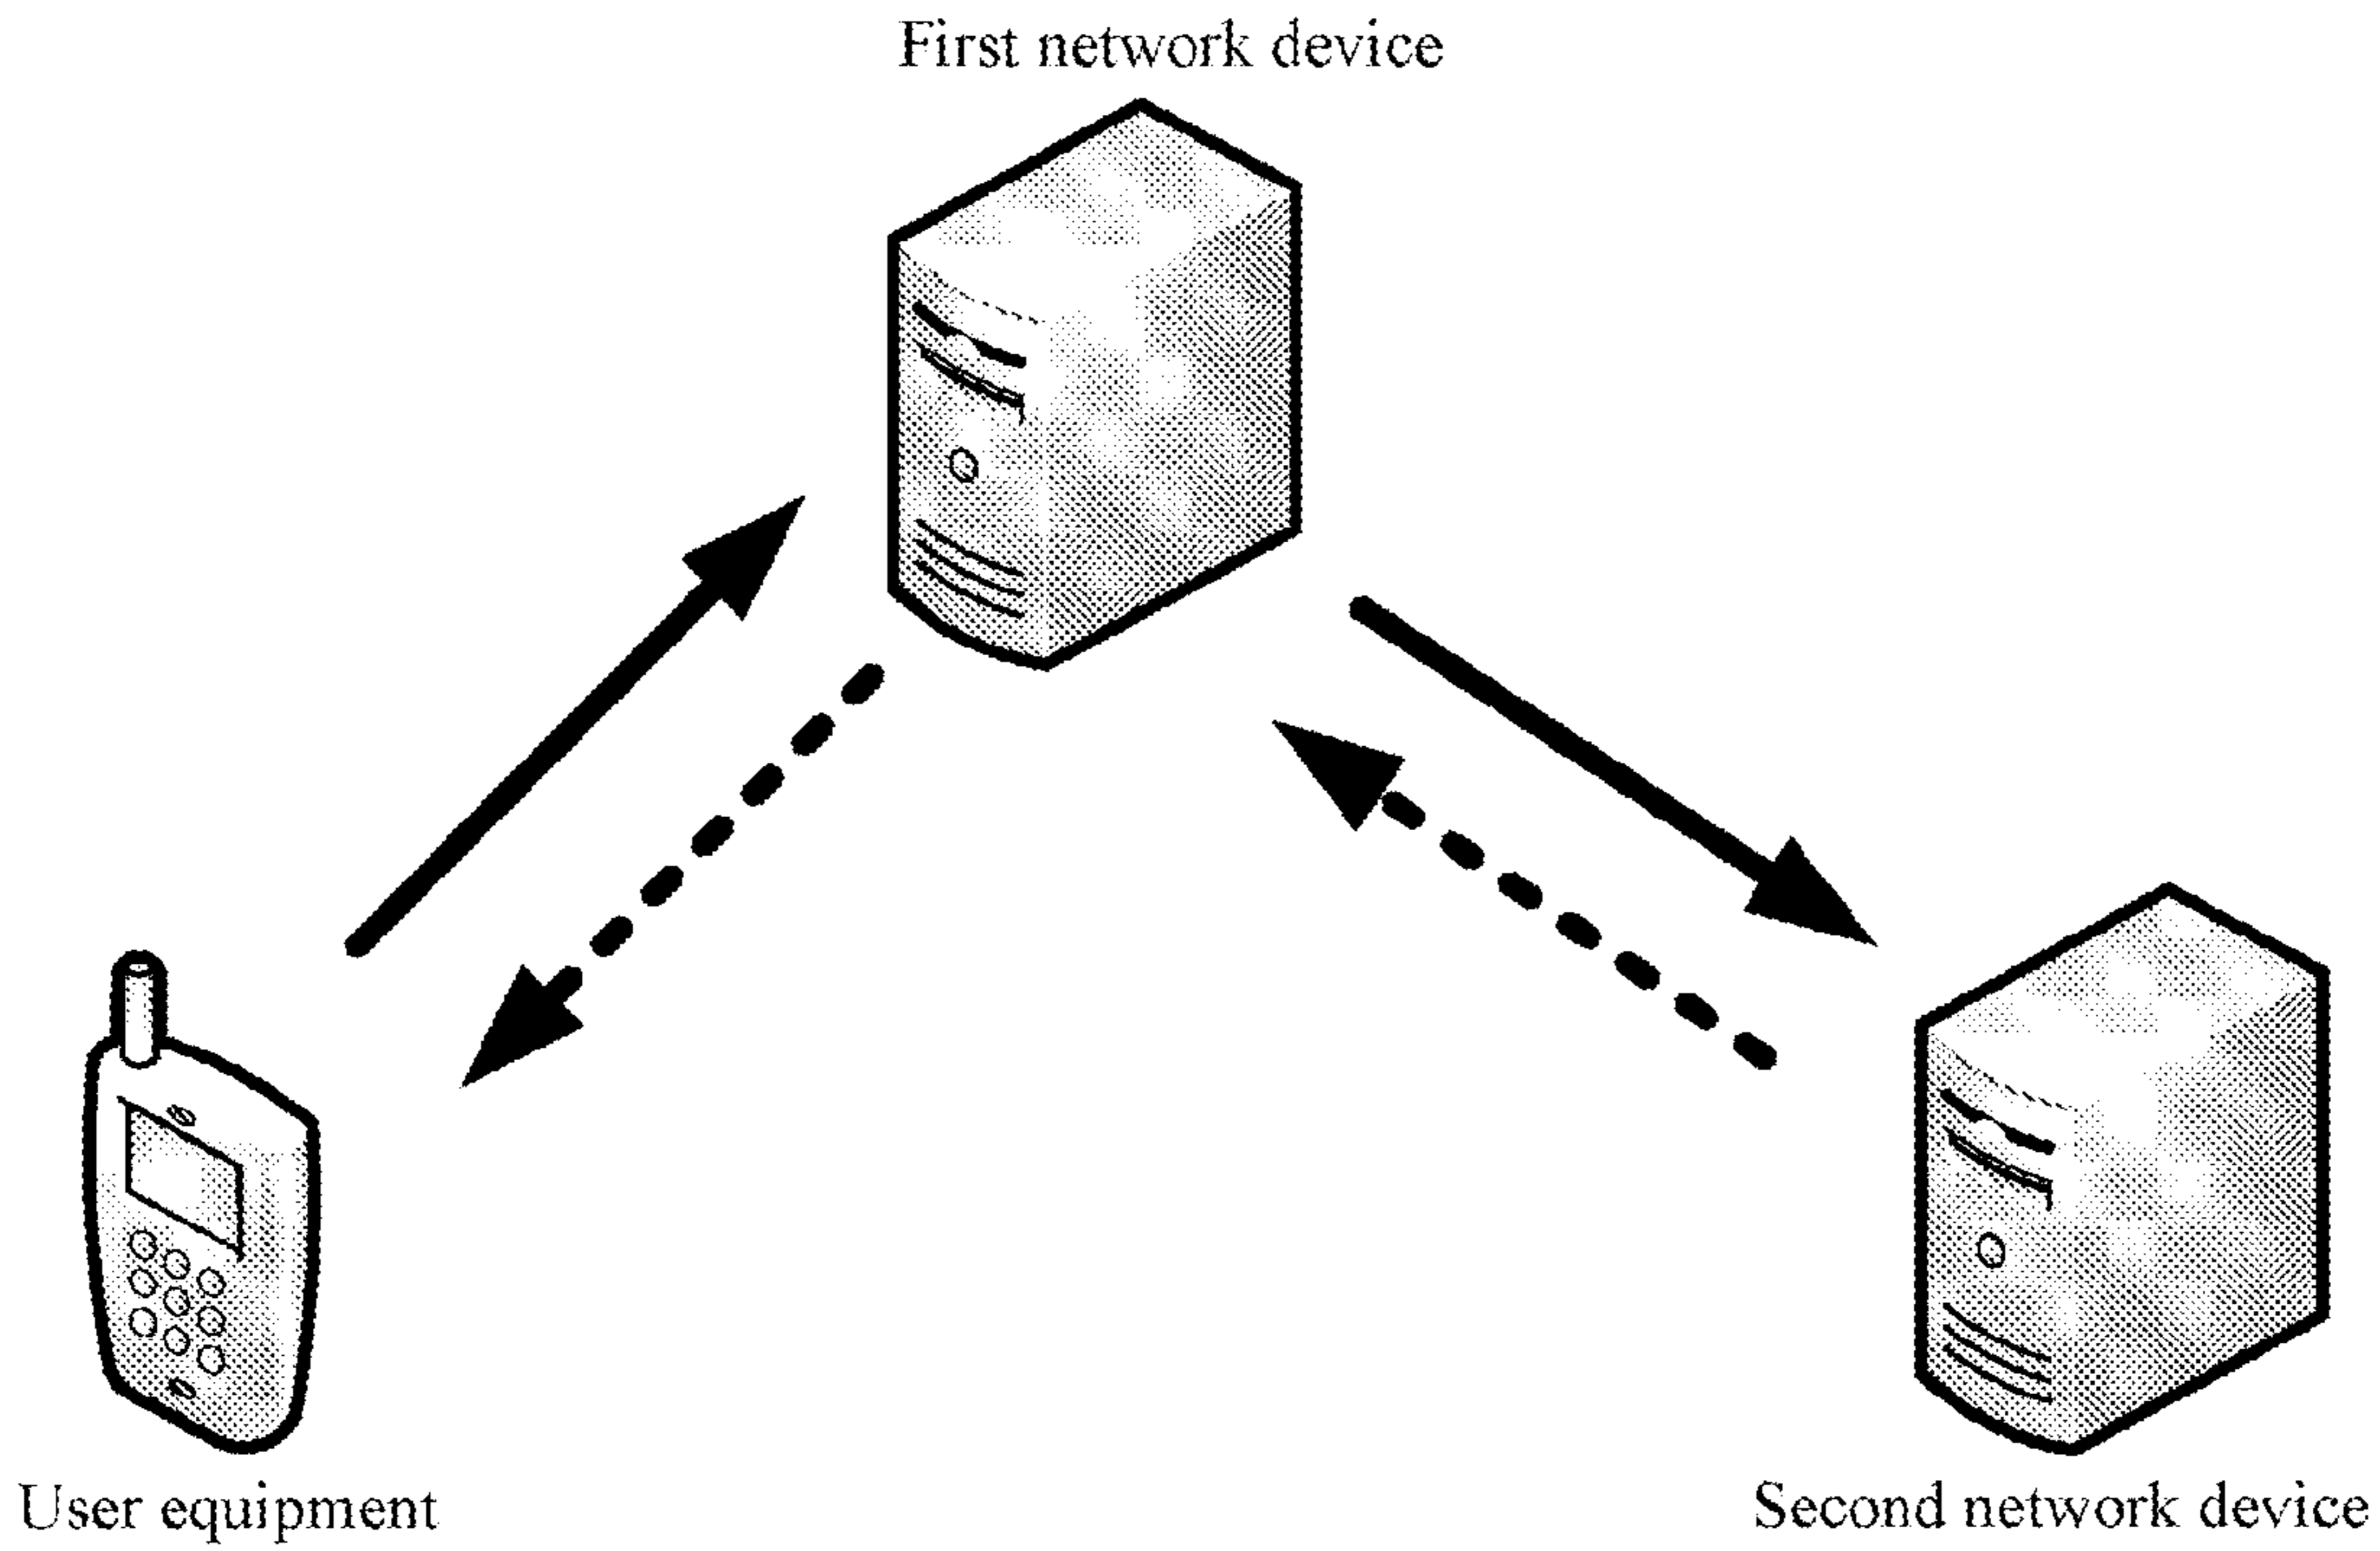 First network device
User equipment
Second network device